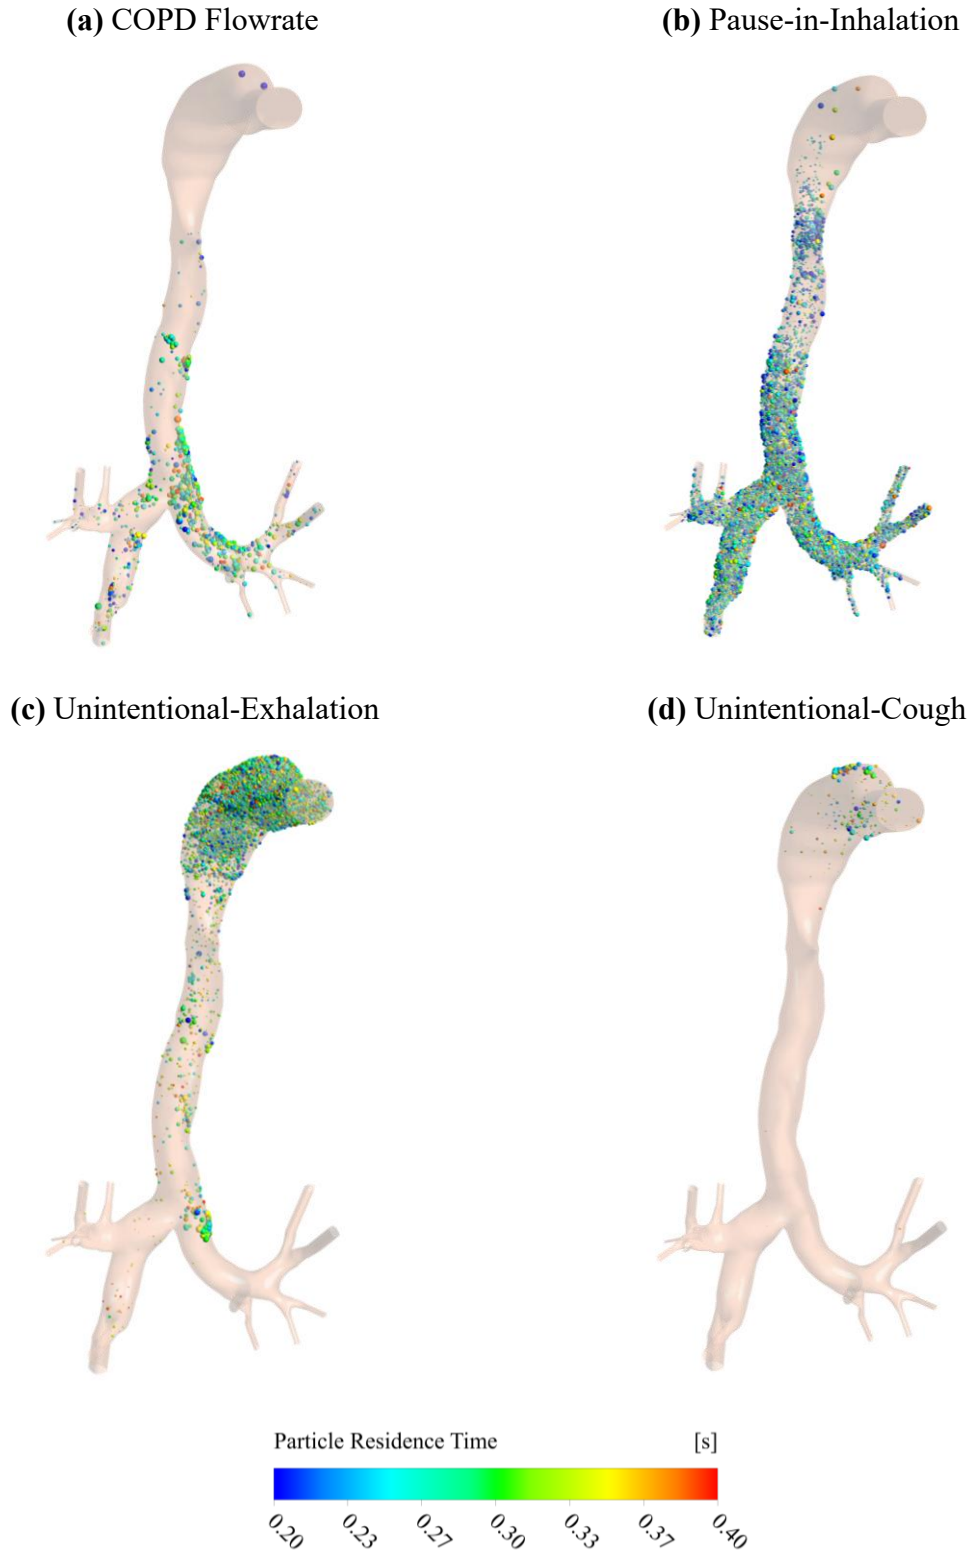 (a) COPD Flowrate
(b) Pause-in-Inhalation
(c) Unintentional-Exhalation
(d) Unintentional-Cough
Particle Residence Time [s]
0.20 0.23 0.27 0.30 0.33 0.37 0.40